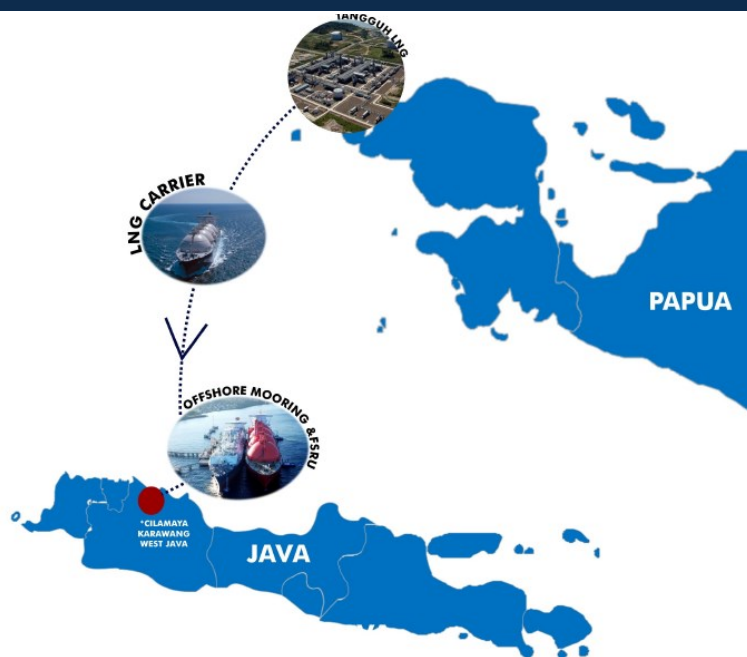 TANGGUH LNG
LNG CARRIER
PAPUA
OFFSHORE MOORING &FSRU
*CILAMAYA
KARAWANG
WEST JAVA
JAVA